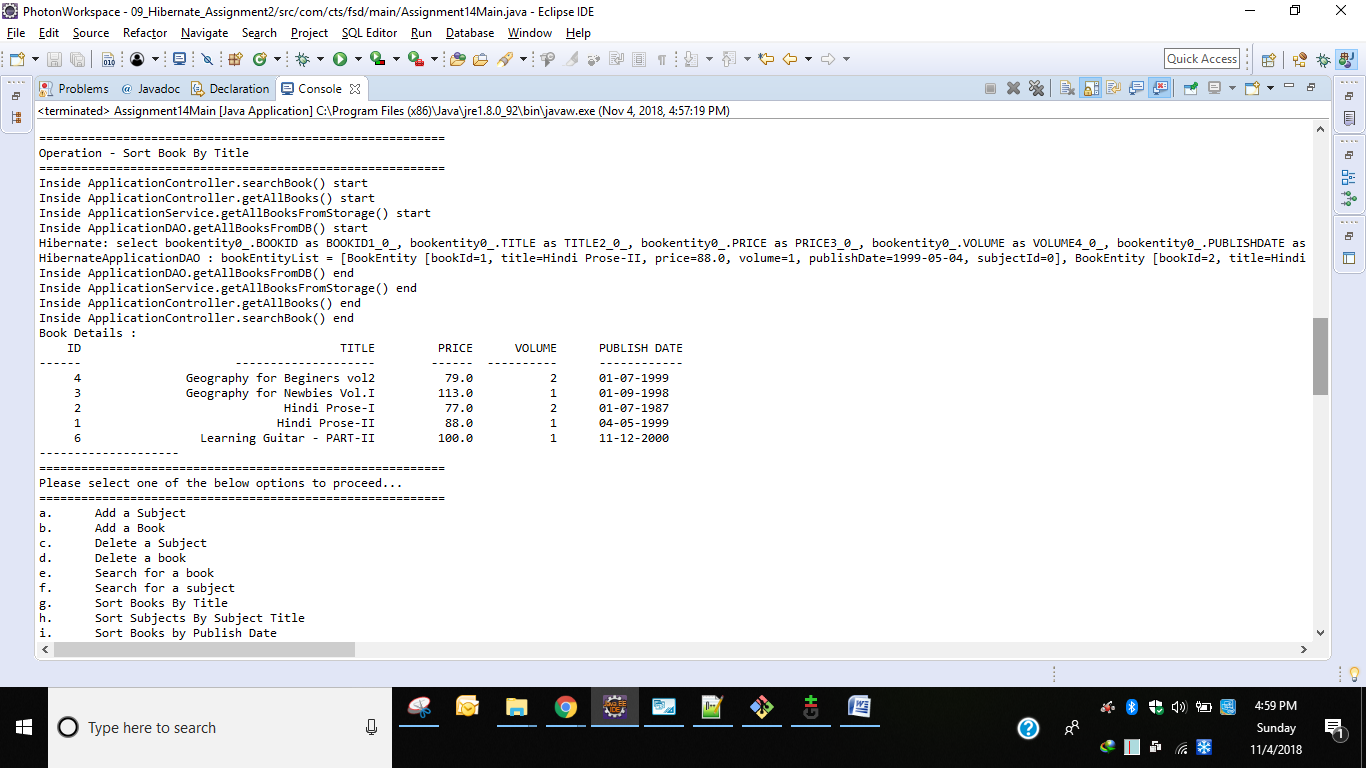 PhotonWorkspace - 09_Hibernate_Assignment2/src/com/cts/fsd/main/Assignment14Main.java - Eclipse IDE
File Edit Source Refactor Navigate Search Project SQL Editor Run Database Window Help
Quick Access
Problems @ Javadoc Declaration Console
<terminated> Assignment14Main [Java Application] C:\Program Files (x86)\Java\jre1.8.0_92\bin\javaw.exe (Nov 4, 2018, 4:57:19 PM)
==========================================================
Operation - Sort Book By Title
==========================================================
Inside ApplicationController.searchBook() start
Inside ApplicationController.getAllBooks() start
Inside ApplicationService.getAllBooksFromStorage() start
Inside ApplicationDAO.getAllBooksFromDB() start
Hibernate: select bookentity0_.BOOKID as BOOKID1_0_, bookentity0_.TITLE as TITLE2_0_, bookentity0_.PRICE as PRICE3_0_, bookentity0_.VOLUME as VOLUME4_0_, bookentity0_.PUBLISHDATE as
HibernateApplicationDAO : bookEntityList = [BookEntity [bookId=1, title=Hindi Prose-II, price=88.0, volume=1, publishDate=1999-05-04, subjectId=0], BookEntity [bookId=2, title=Hindi
Inside ApplicationDAO.getAllBooksFromDB() end
Inside ApplicationService.getAllBooksFromStorage() end
Inside ApplicationController.getAllBooks() end
Inside ApplicationController.searchBook() end
Book Details :
ID TITLE PRICE VOLUME PUBLISH DATE
------ -------------------- ------ ---------- ------------
4 Geography for Beginers vol2 79.0 2 01-07-1999
3 Geography for Newbies Vol.I 113.0 1 01-09-1998
2 Hindi Prose-I 77.0 2 01-07-1987
1 Hindi Prose-II 88.0 1 04-05-1999
6 Learning Guitar - PART-II 100.0 1 11-12-2000
--------------------
==========================================================
Please select one of the below options to proceed...
==========================================================
a. Add a Subject
b. Add a Book
c. Delete a Subject
d. Delete a book
e. Search for a book
f. Search for a subject
g. Sort Books By Title
h. Sort Subjects By Subject Title
i. Sort Books by Publish Date
Type here to search
4:59 PM
Sunday
11/4/2018
1